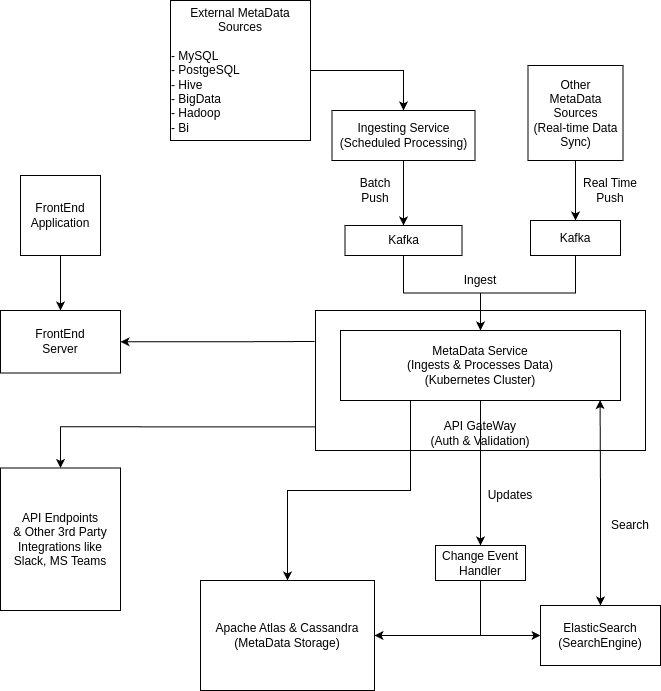 External MetaData
Sources
- MySQL
- PostgeSQL
- Hive
- BigData
- Hadoop
- Bi
Other
MetaData
Sources
(Real-time Data
Sync)
Ingesting Service
(Scheduled Processing)
Batch
Push
Real Time
Push
FrontEnd
Application
Kafka
Kafka
Ingest
FrontEnd
Server
MetaData Service
(Ingests & Processes Data)
(Kubernetes Cluster)
API GateWay
(Auth & Validation)
API Endpoints
& Other 3rd Party
Integrations like
Slack, MS Teams
Updates
Search
Change Event
Handler
Apache Atlas & Cassandra
(MetaData Storage)
ElasticSearch
(SearchEngine)